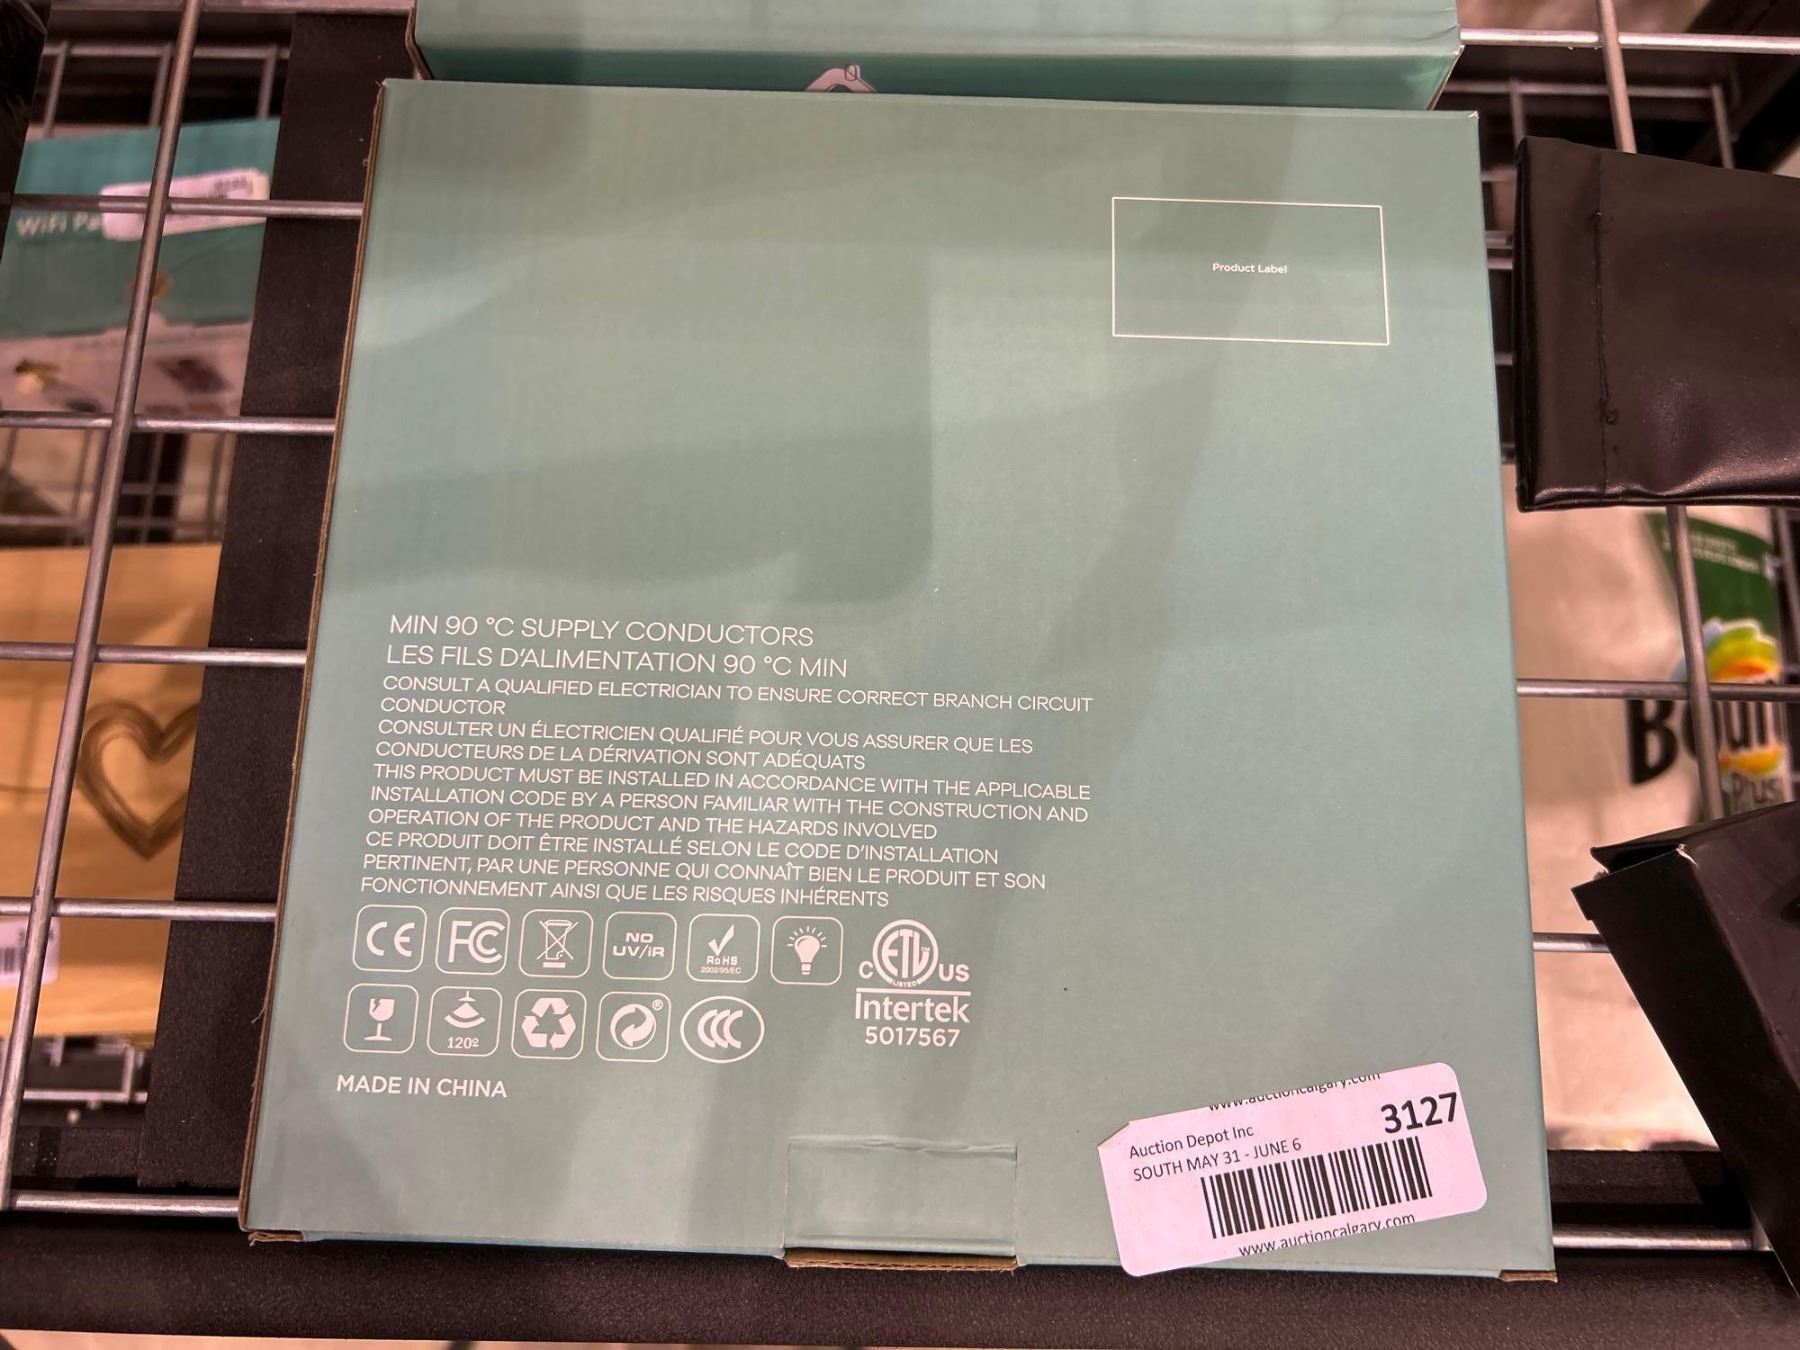 WiFi
Product Label
MIN 90 °C SUPPLY CONDUCTORS
LES FILS D'ALIMENTATION 90 °C MIN
CONSULT A QUALIFIED ELECTRICIAN TO ENSURE CORRECT BRANCH CIRCUIT
CONDUCTOR
CONSULTER UN ÉLECTRICIEN QUALIFIÉ POUR VOUS ASSURER QUE LES
CONDUCTEURS DE LA DÉRIVATION SONT ADÉQUATS
THIS PRODUCT MUST BE INSTALLED IN ACCORDANCE WITH THE APPLICABLE
INSTALLATION CODE BY A PERSON FAMILIAR WITH THE CONSTRUCTION AND
OPERATION OF THE PRODUCT AND THE HAZARDS INVOLVED
CE PRODUIT DOIT ÊTRE INSTALLÉ SELON LE CODE D'INSTALLATION
PERTINENT, PAR UNE PERSONNE QUI CONNAÎT BIEN LE PRODUIT ET SON
FONCTIONNEMENT AINSI QUE LES RISQUES INHÉRENTS
CE
FC
NO
UV/iR
RoHS
2002/95/EC
c ETL US
LISTED
Intertek
5017567
120º
®
CCC
MADE IN CHINA
www.auctioncalgary.com
3127
Auction Depot Inc
SOUTH MAY 31 - JUNE 6
www.auctioncalgary.com
Plus